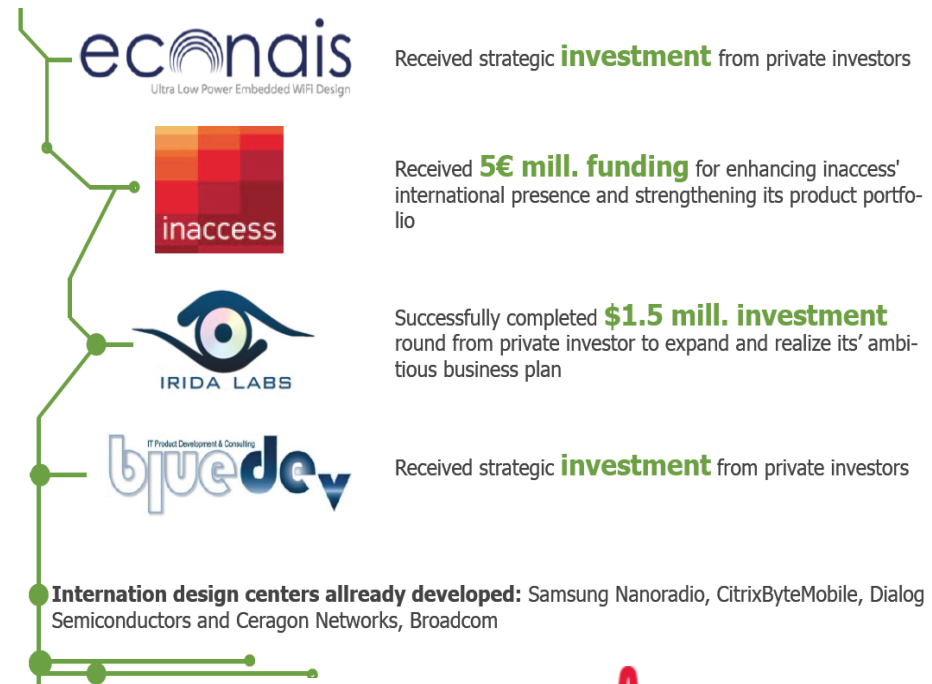 econais
Ultra Low Power Embedded WiFi Design
Received strategic investment from private investors
inaccess
Received 5€ mill. funding for enhancing inaccess'
international presence and strengthening its product portfo-
lio
IRIDA LABS
Successfully completed $1.5 mill. investment
round from private investor to expand and realize its’ ambi-
tious business plan
IT Product Development & Consulting
bluedev
Received strategic investment from private investors
Internation design centers allready developed: Samsung Nanoradio, CitrixByteMobile, Dialog
Semiconductors and Ceragon Networks, Broadcom